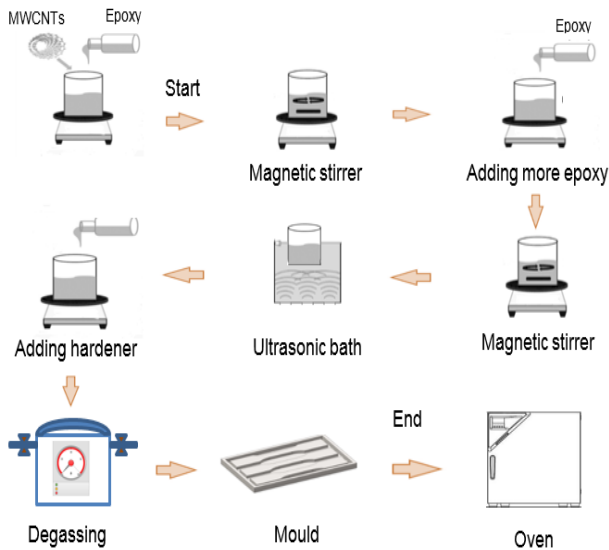 MWCNTs
Epoxy
Start
Epoxy
Magnetic stirrer
Adding more epoxy
Adding hardener
Ultrasonic bath
Magnetic stirrer
End
Degassing
Mould
Oven